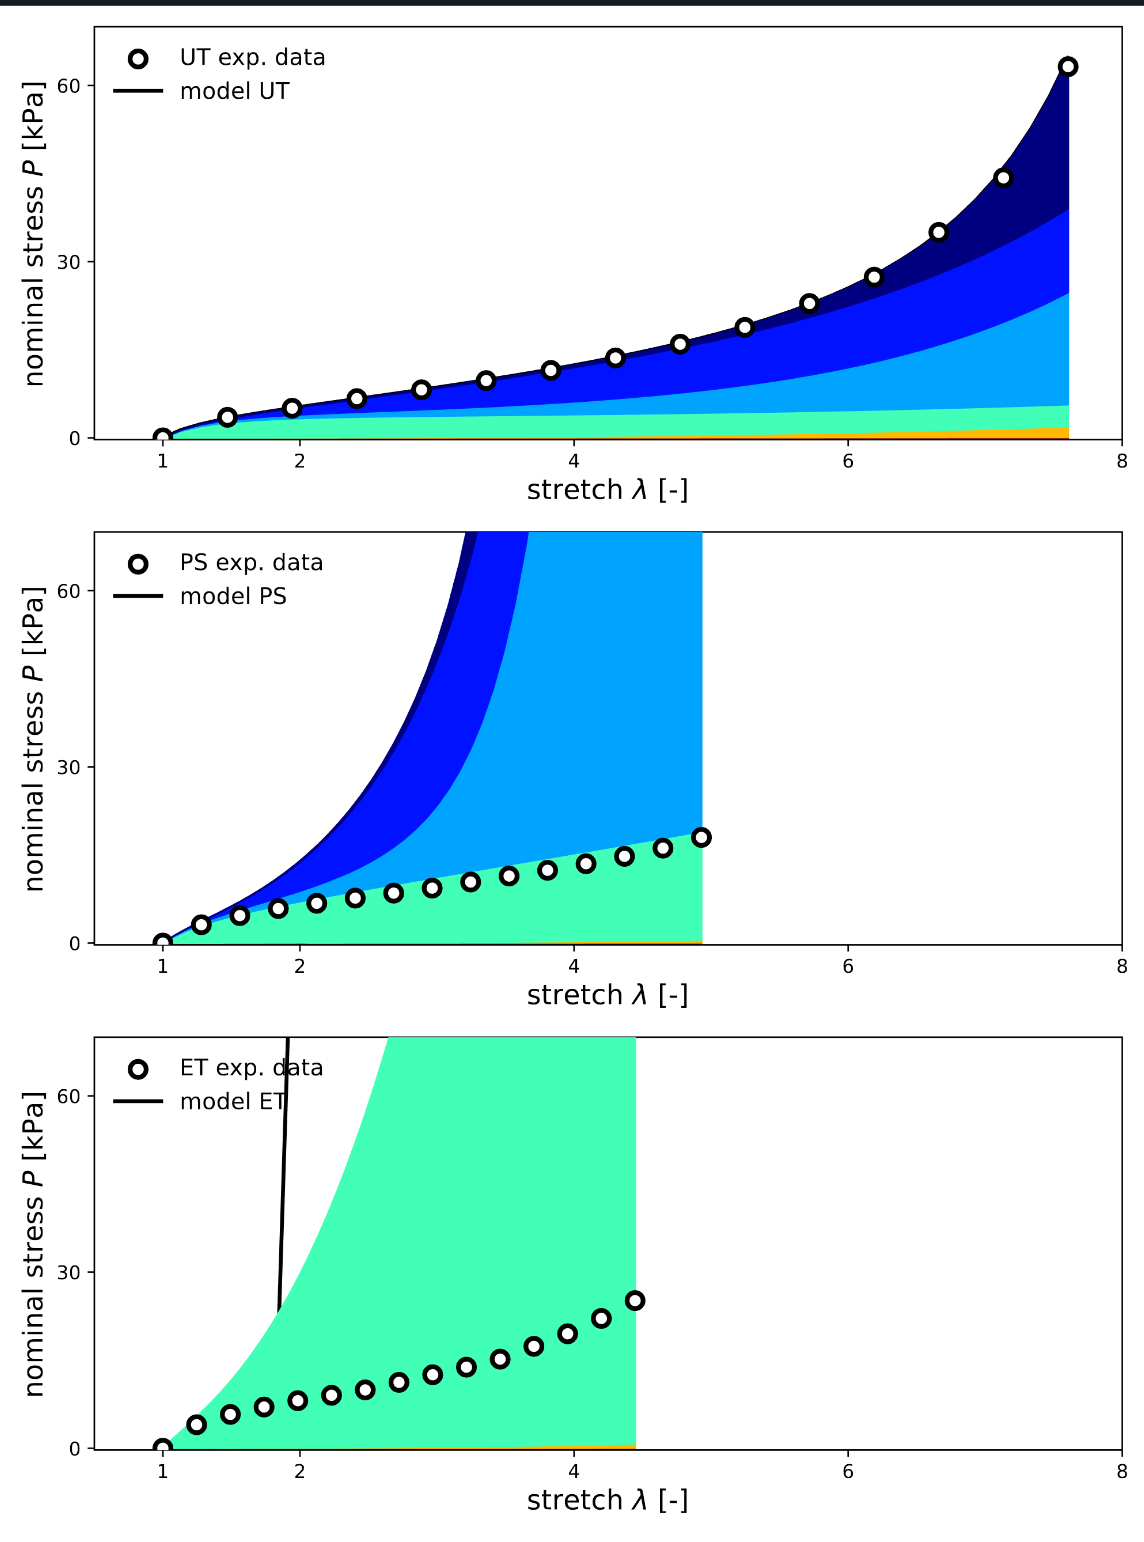 UT exp. data
model UT
nominal stress P [kPa]
60
30
0
1 2 4 6 8
stretch λ [-]
PS exp. data
model PS
nominal stress P [kPa]
60
30
0
1 2 4 6 8
stretch λ [-]
ET exp. data
model ET
nominal stress P [kPa]
60
30
0
1 2 4 6 8
stretch λ [-]